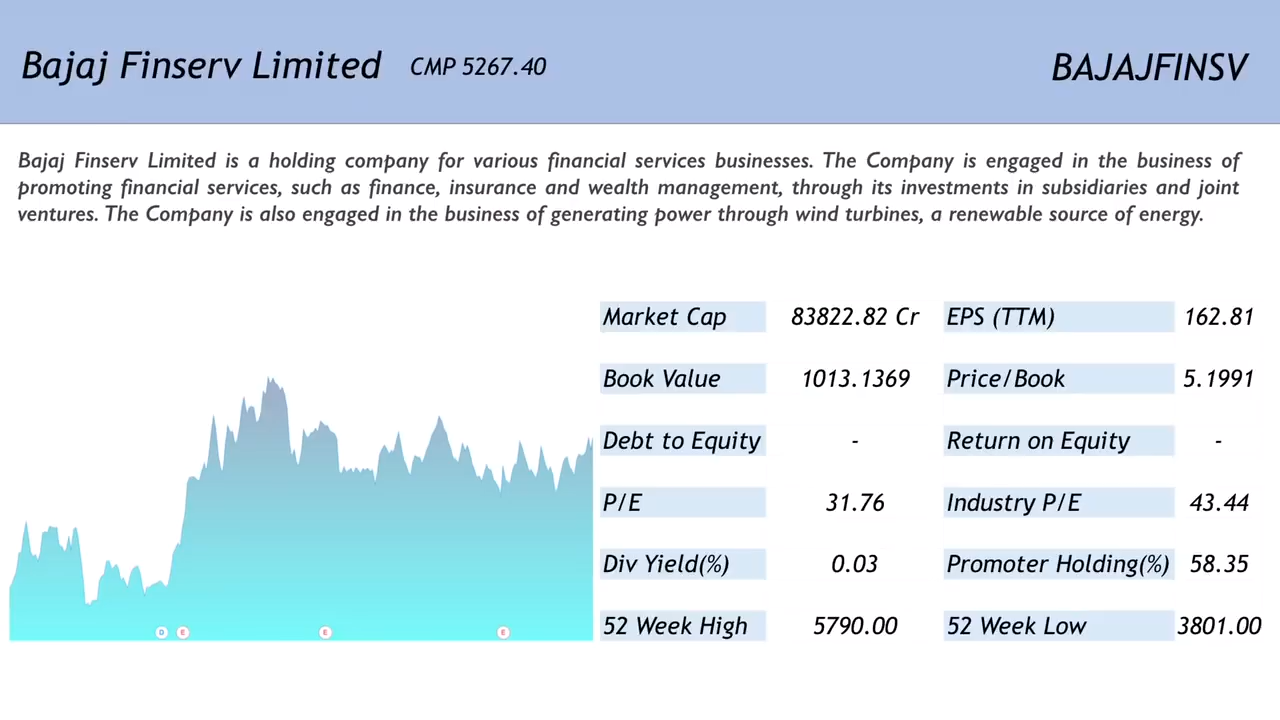 Bajaj Finserv Limited CMP 5267.40 BAJAJFINSV
Bajaj Finserv Limited is a holding company for various financial services businesses. The Company is engaged in the business of
promoting financial services, such as finance, insurance and wealth management, through its investments in subsidiaries and joint
ventures. The Company is also engaged in the business of generating power through wind turbines, a renewable source of energy.
Market Cap 83822.82 Cr EPS (TTM) 162.81
Book Value 1013.1369 Price/Book 5.1991
Debt to Equity - Return on Equity -
P/E 31.76 Industry P/E 43.44
Div Yield(%) 0.03 Promoter Holding(%) 58.35
52 Week High 5790.00 52 Week Low 3801.00
D E E E